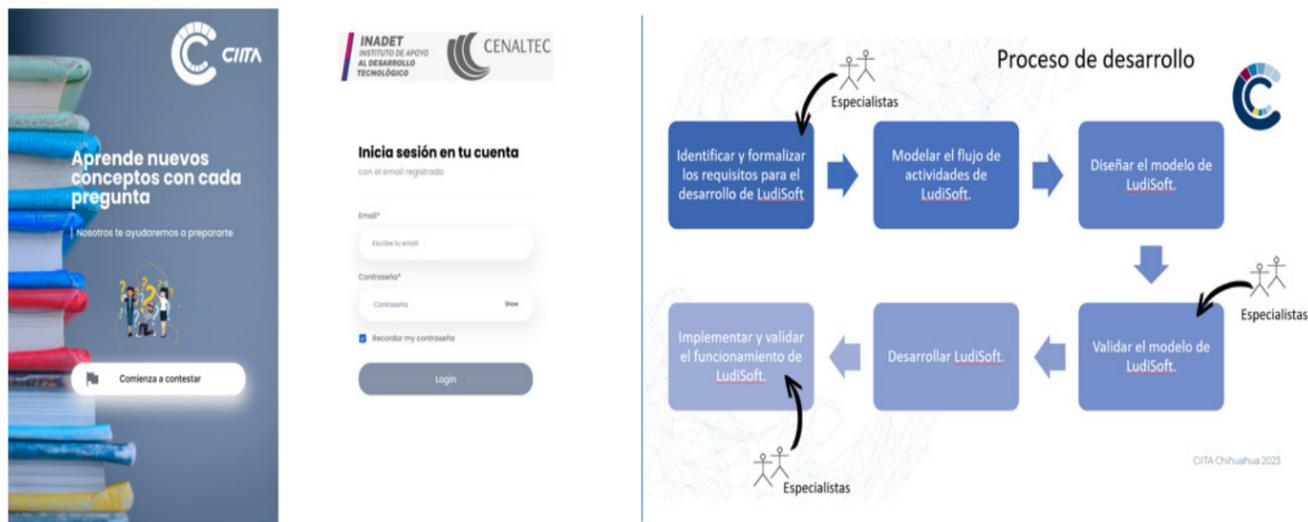 CIITA
Aprende nuevos
conceptos con cada
pregunta
Nosotros te ayudaremos a prepararte
Comienza a contestar
INADET
INSTITUTO DE APOYO
AL DESARROLLO
TECNOLÓGICO
CENALTEC
Inicia sesión en tu cuenta
con el email registrado
Email*
Escribe tu email
Contraseña*
Contraseña
Show
Recordar my contraseña
Login
Proceso de desarrollo
Especialistas
Identificar y formalizar
los requisitos para el
desarrollo de LudiSoft
Modelar el flujo de
actividades de
LudiSoft.
Diseñar el modelo de
LudiSoft.
Especialistas
Validar el modelo de
LudiSoft.
Desarrollar LudiSoft.
Implementar y validar
el funcionamiento de
LudiSoft.
Especialistas
CIITA Chihuahua 2023